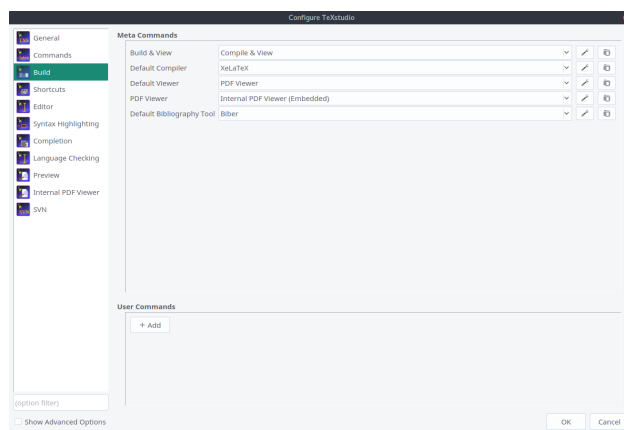 Configure TeXstudio
General
Commands
Build
Shortcuts
Editor
Syntax Highlighting
Completion
Language Checking
Preview
Internal PDF Viewer
SVN
(option filter)
Show Advanced Options
Meta Commands
Build & View Compile & View
Default Compiler XeLaTeX
Default Viewer PDF Viewer
PDF Viewer Internal PDF Viewer (Embedded)
Default Bibliography Tool Biber
User Commands
+ Add
OK Cancel